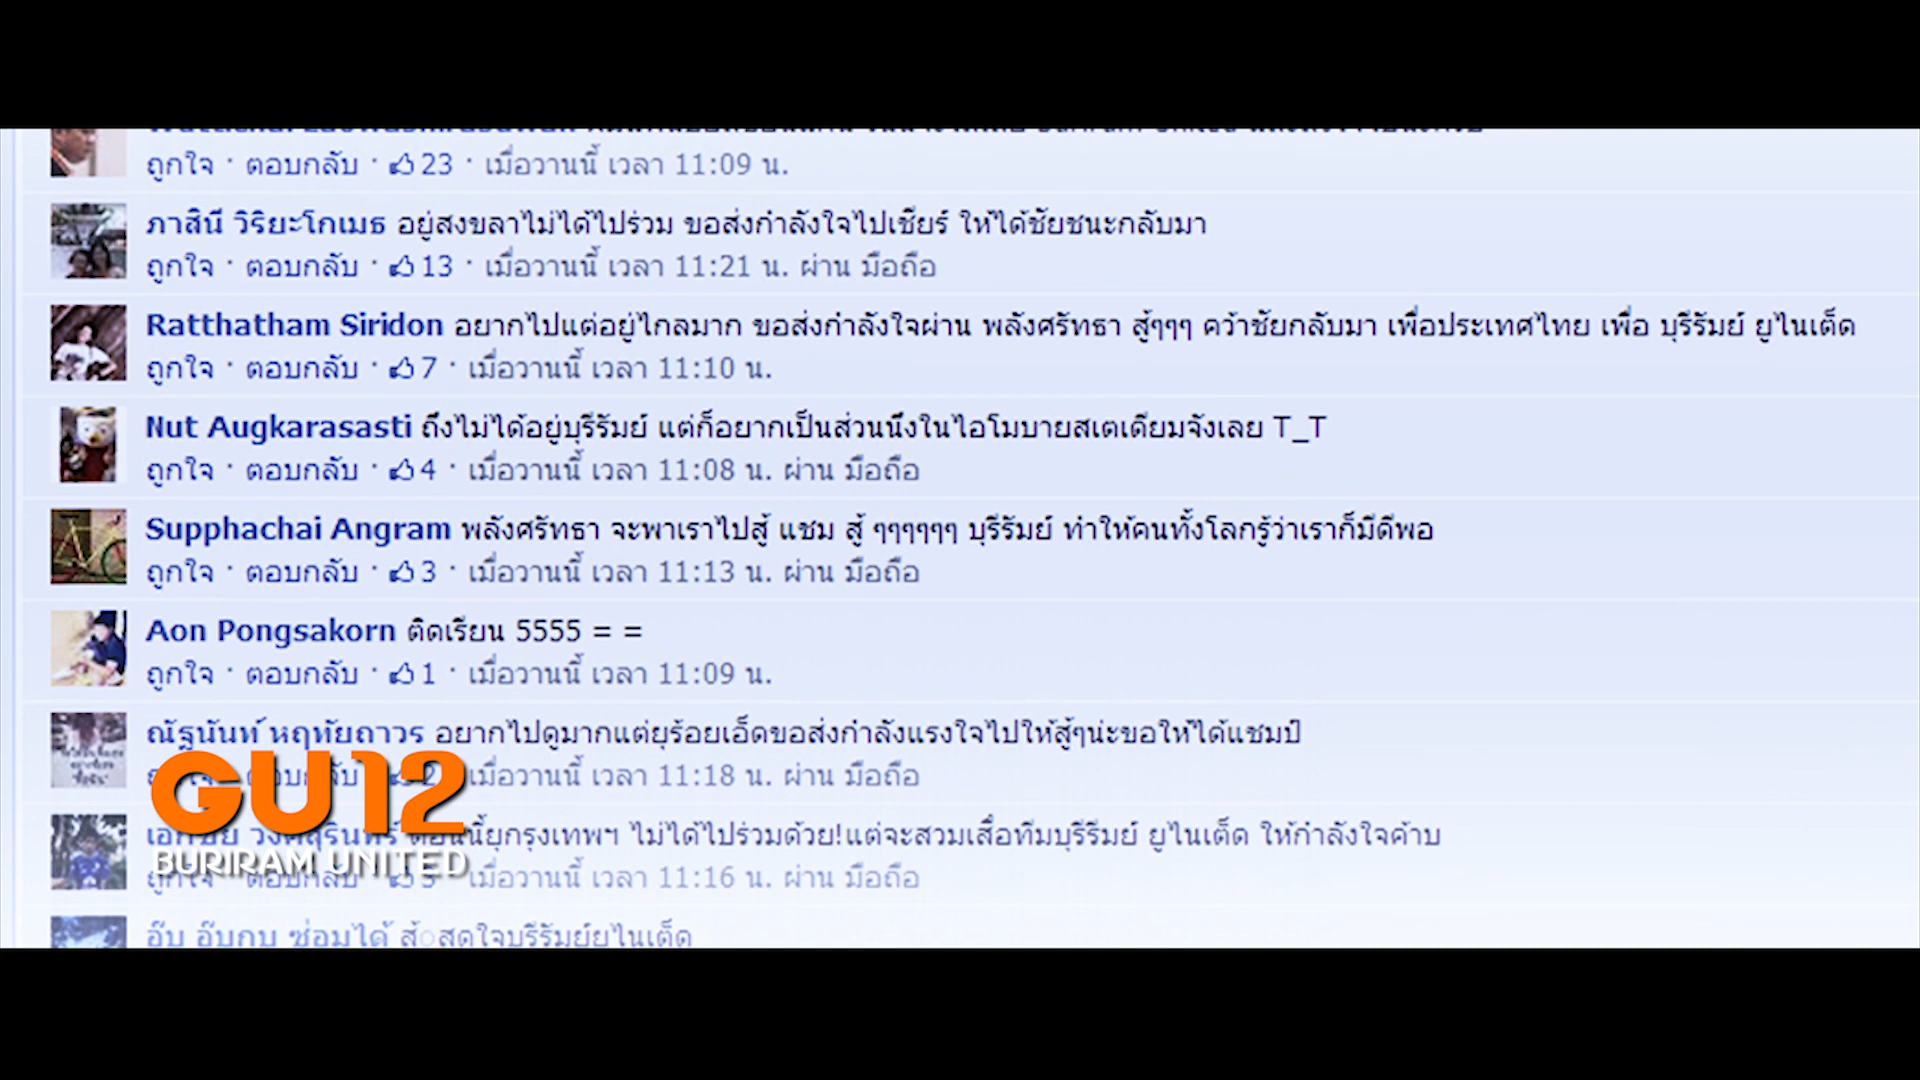 ถูกใจ · ตอบกลับ · 23 · เมื่อวานนี้ เวลา 11:09 น.
ภาสินี วิริยะโกเมธ อยู่สงขลาไม่ได้ไปร่วม ขอส่งกำลังใจไปเชียร์ ให้ได้ชัยชนะกลับมา
ถูกใจ · ตอบกลับ · 13 · เมื่อวานนี้ เวลา 11:21 น. ผ่าน มือถือ
Ratthatham Siridon อยากไปแต่อยู่ไกลมาก ขอส่งกำลังใจผ่าน พลังศรัทธา สู้ๆๆๆ คว้าชัยกลับมา เพื่อประเทศไทย เพื่อ บุรีรัมย์ ยูไนเต็ด
ถูกใจ · ตอบกลับ · 7 · เมื่อวานนี้ เวลา 11:10 น.
Nut Augkarasasti ถึงไม่ได้อยู่บุรีรัมย์ แต่ก็อยากเป็นส่วนนึงในไอโมบายสเตเดียมจังเลย T_T
ถูกใจ · ตอบกลับ · 4 · เมื่อวานนี้ เวลา 11:08 น. ผ่าน มือถือ
Supphachai Angram พลังศรัทธา จะพาเราไปสู้ แชม สู้ ๆๆๆๆๆๆ บุรีรัมย์ ทำให้คนทั้งโลกรู้ว่าเราก็มีดีพอ
ถูกใจ · ตอบกลับ · 3 · เมื่อวานนี้ เวลา 11:13 น. ผ่าน มือถือ
Aon Pongsakorn ติดเรียน 5555 = =
ถูกใจ · ตอบกลับ · 1 · เมื่อวานนี้ เวลา 11:09 น.
ณัฐนันท์ หฤทัยถาวร อยากไปดูมากแต่ยุร้อยเอ็ดขอส่งกำลังแรงใจไปให้สู้ๆน่ะขอให้ได้แชมป์
เมื่อวานนี้ เวลา 11:18 น. ผ่าน มือถือ
GU12
ตอนนี้ยุกรุงเทพฯ ไม่ได้ไปร่วมด้วย!แต่จะสวมเสื้อทีมบุรีรีมย์ ยูไนเต็ด ให้กำลังใจค้าบ
BURIRAM UNITED
เมื่อวานนี้ เวลา 11:16 น. ผ่าน มือถือ